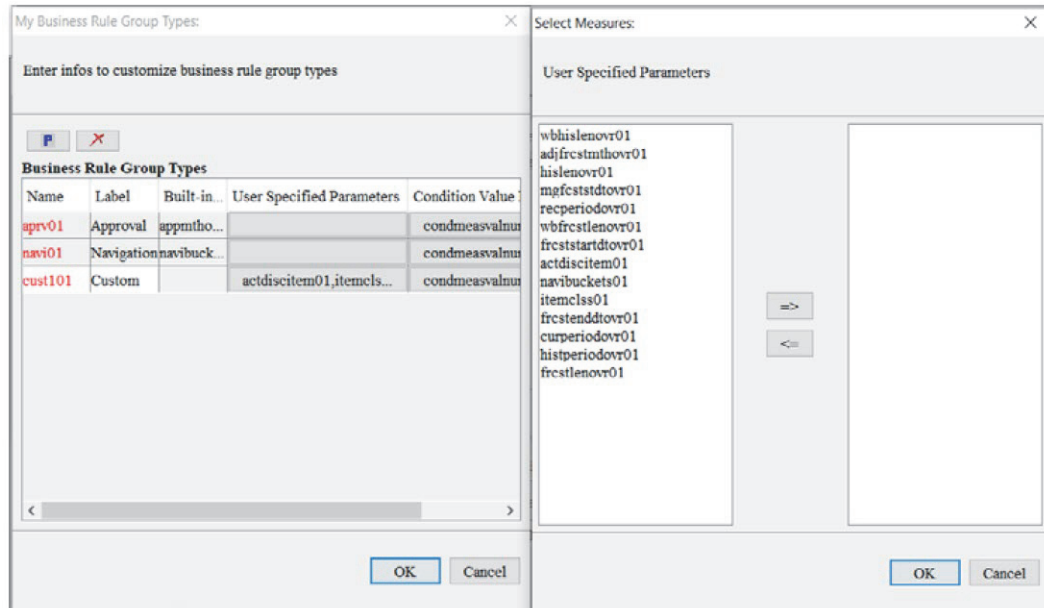 My Business Rule Group Types:
Enter infos to customize business rule group types
P
Business Rule Group Types
Name Label Built-in... User Specified Parameters Condition Value
aprv01 Approval appmtho... condmeasvalnu
navi01 Navigation navibuck... condmeasvalnu
cust101 Custom actdiscitem01,itemcls... condmeasvalnu
OK Cancel
Select Measures:
User Specified Parameters
wbhislenovr01
adjfrcstmthovr01
hislenovr01
mgfcststdtovr01
recperiodovr01
wbfrcstlenovr01
frcststartdtovr01
actdiscitem01
navibuckets01
itemclss01
frcstenddtovr01
curperiodovr01
histperiodovr01
frcstlenovr01
=>
<=
OK Cancel